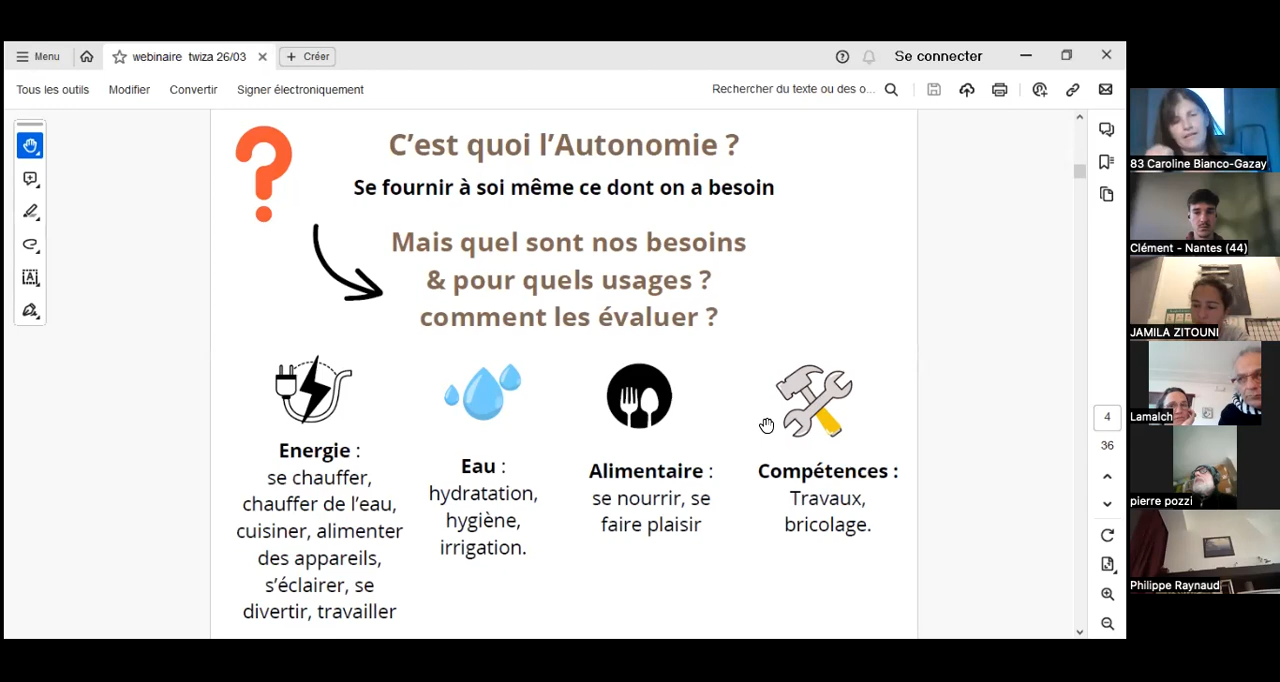 Menu
webinaire twiza 26/03
Créer
Se connecter
Tous les outils
Modifier
Convertir
Signer électroniquement
Rechercher du texte ou des o...
C’est quoi l’Autonomie ?
Se fournir à soi même ce dont on a besoin
Mais quel sont nos besoins
& pour quels usages ?
comment les évaluer ?
Energie :
se chauffer,
chauffer de l’eau,
cuisiner, alimenter
des appareils,
s’éclairer, se
divertir, travailler
Eau :
hydratation,
hygiène,
irrigation.
Alimentaire :
se nourrir, se
faire plaisir
Compétences :
Travaux,
bricolage.
4
36
83 Caroline Bianco-Gazay
Clément - Nantes (44)
JAMILA ZITOUNI
Lamalch
pierre pozzi
Philippe Raynaud